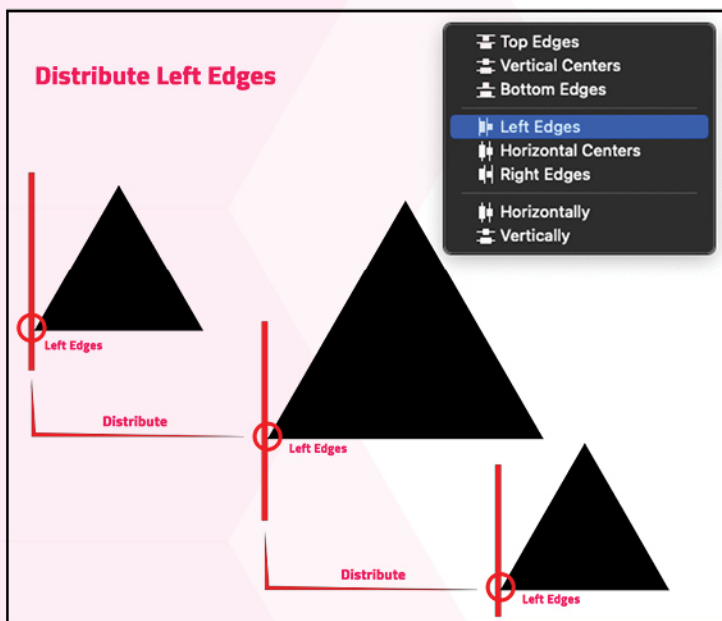 Distribute Left Edges
Top Edges
Vertical Centers
Bottom Edges
Left Edges
Horizontal Centers
Right Edges
Horizontally
Vertically
Left Edges
Distribute
Left Edges
Distribute
Left Edges